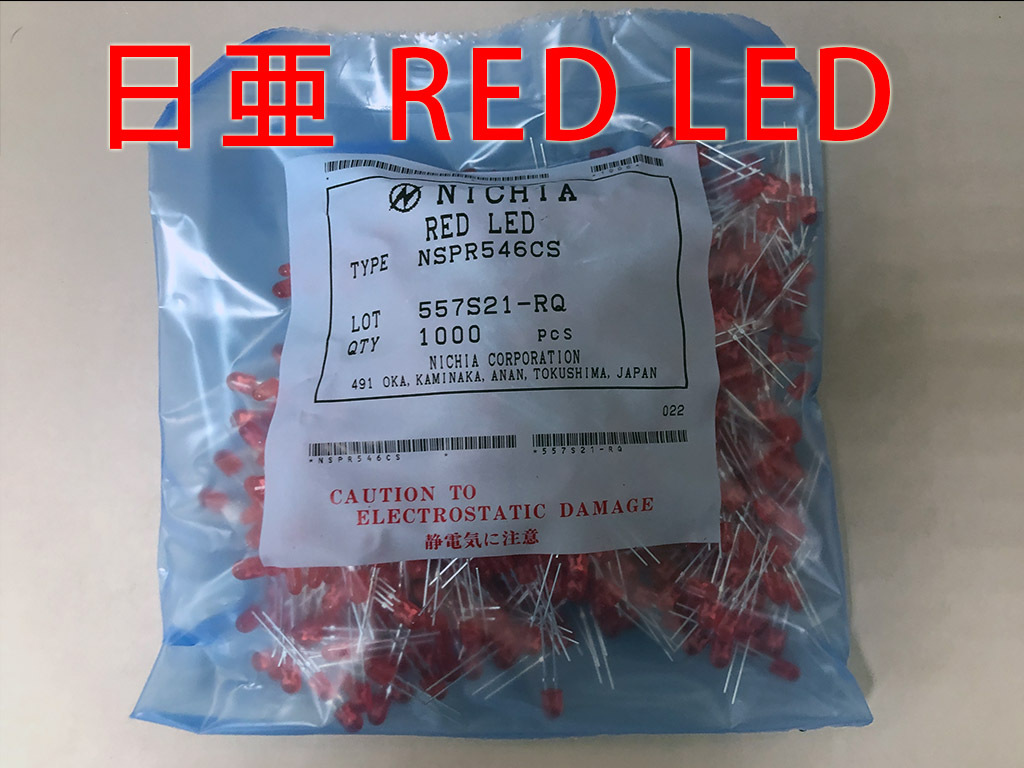 日亜 RED LED
NICHIA
RED LED
TYPE NSPR546CS
LOT 557S21-RQ
QTY 1000 pcs
NICHIA CORPORATION
491 OKA, KAMINAKA, ANAN, TOKUSHIMA, JAPAN
022
*NSPR546CS * *557S21-RQ
CAUTION TO
ELECTROSTATIC DAMAGE
静電気に注意